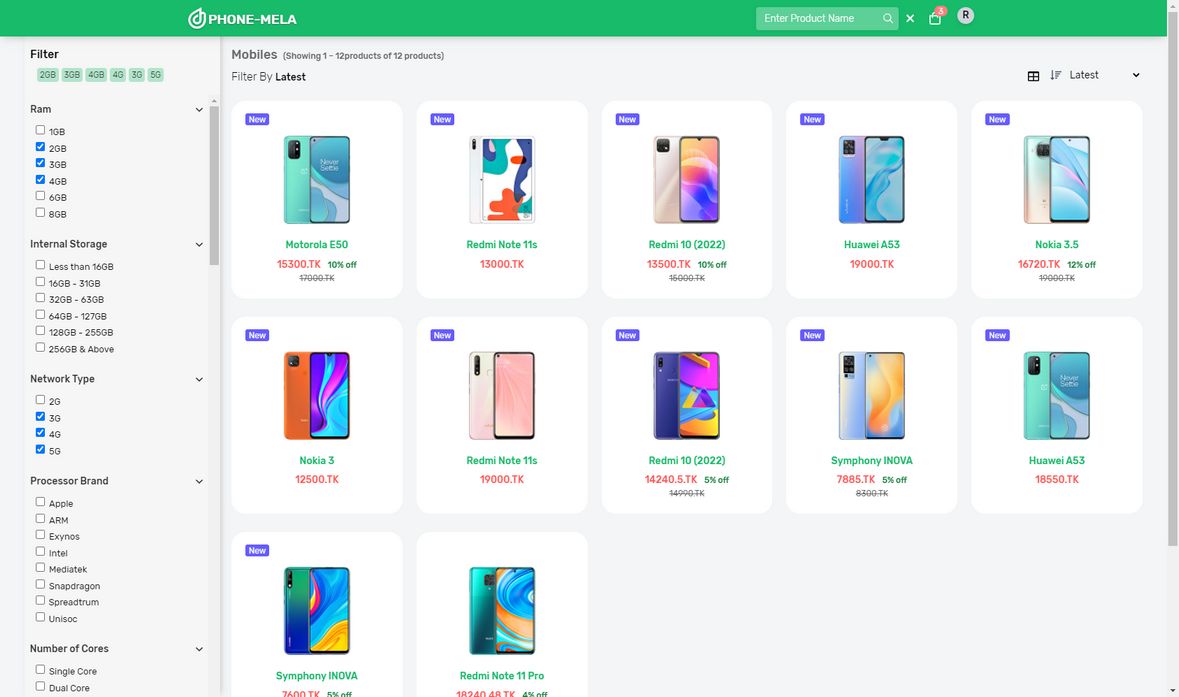 PHONE-MELA
Enter Product Name
3
R
Filter
2GB 3GB 4GB 4G 3G 5G
Ram
1GB
2GB
3GB
4GB
6GB
8GB
Internal Storage
Less than 16GB
16GB - 31GB
32GB - 63GB
64GB - 127GB
128GB - 255GB
256GB & Above
Network Type
2G
3G
4G
5G
Processor Brand
Apple
ARM
Exynos
Intel
Mediatek
Snapdragon
Spreadtrum
Unisoc
Number of Cores
Single Core
Dual Core
Mobiles (Showing 1 – 12products of 12 products)
Filter By Latest
Latest
New
Never
Settle
Motorola E50
15300.TK 10% off
17000.TK
New
Redmi Note 11s
13000.TK
New
Redmi 10 (2022)
13500.TK 10% off
15000.TK
New
Huawei A53
19000.TK
New
Nokia 3.5
16720.TK 12% off
19000.TK
New
Nokia 3
12500.TK
New
Redmi Note 11s
19000.TK
New
Redmi 10 (2022)
14240.5.TK 5% off
14990.TK
New
Symphony INOVA
7885.TK 5% off
8300.TK
New
Never
Settle
Huawei A53
18550.TK
New
Symphony INOVA
7600.TK 5% off
Redmi Note 11 Pro
18240.48.TK 4% off